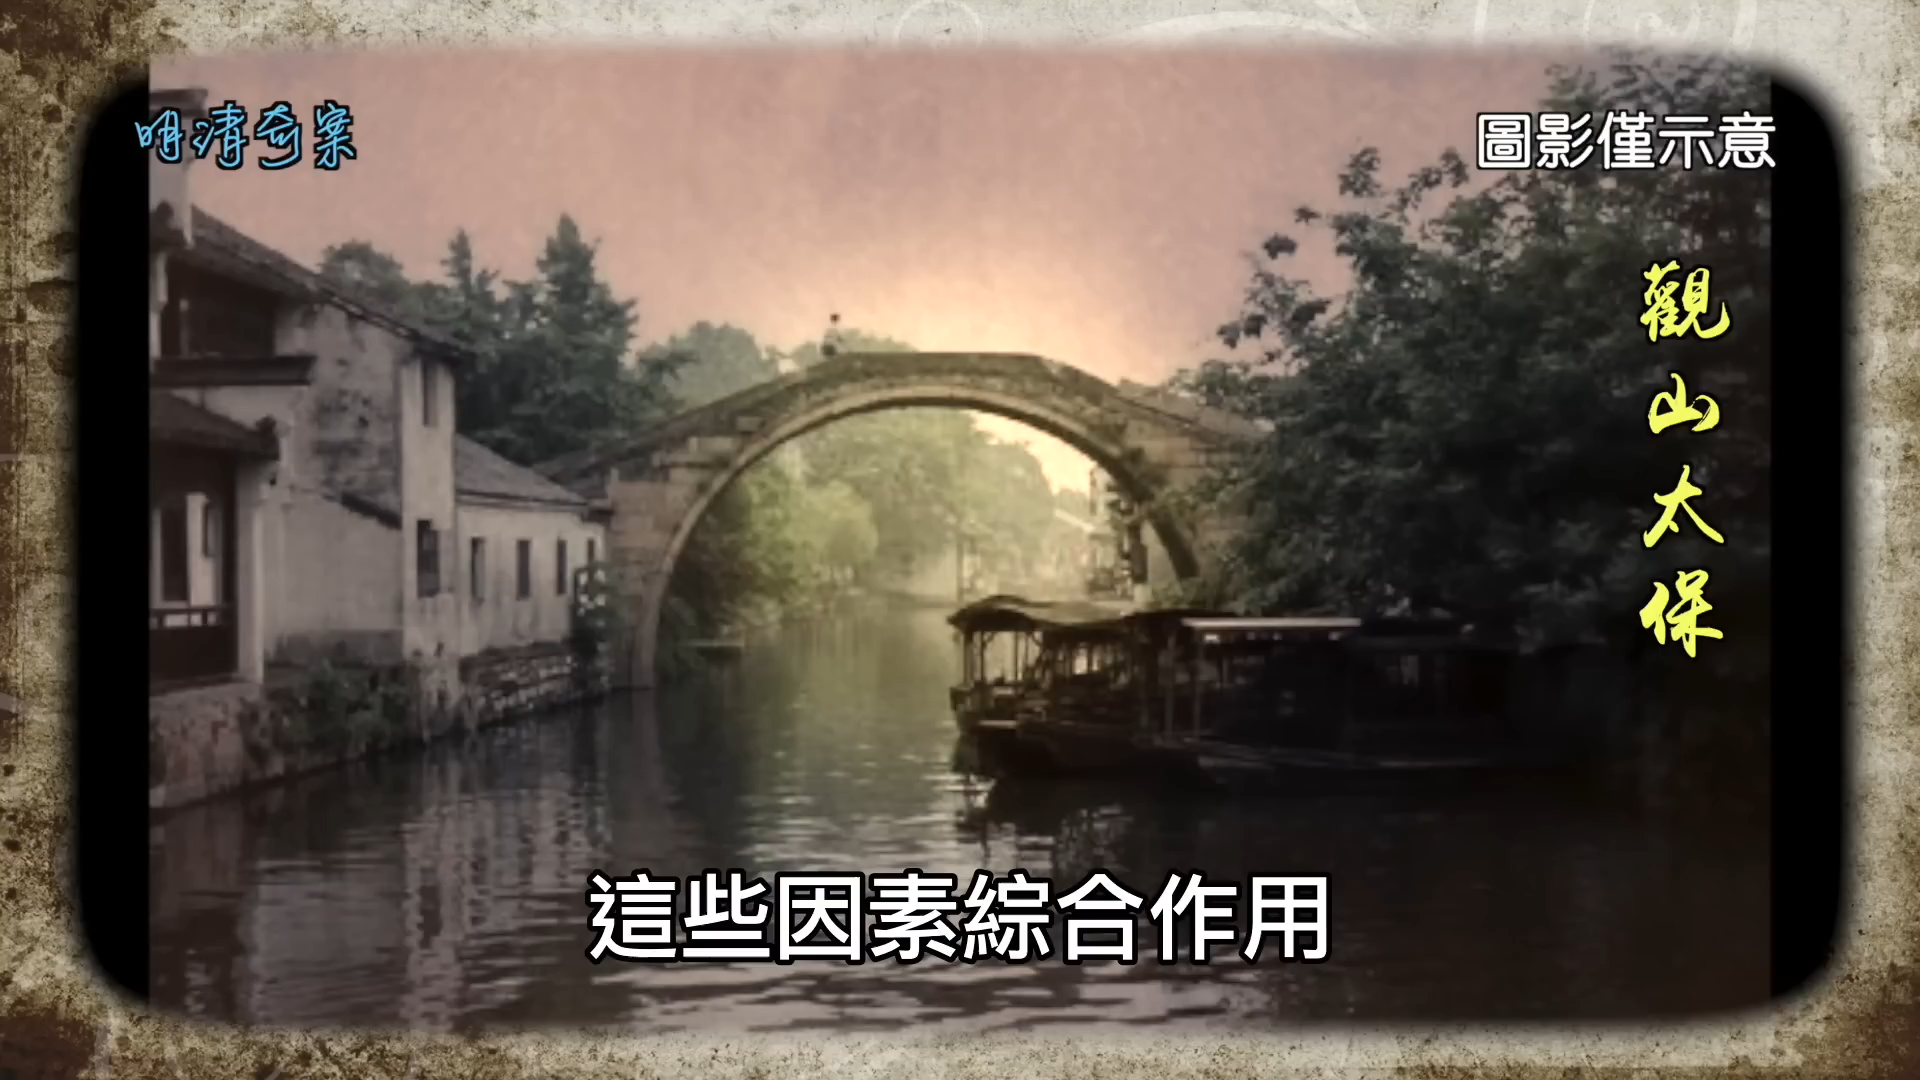 明清奇案
圖影僅示意
觀山太保
這些因素綜合作用